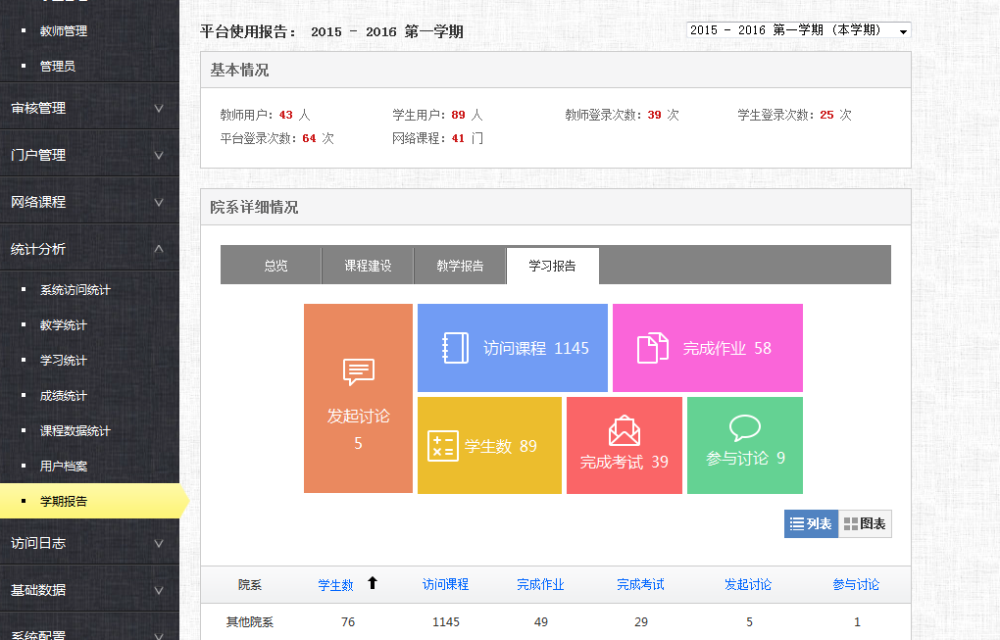 教师管理
管理员
审核管理
门户管理
网络课程
统计分析
系统访问统计
教学统计
学习统计
成绩统计
课程数据统计
用户档案
学期报告
访问日志
基础数据
系统配置
平台使用报告： 2015 - 2016 第一学期
2015 - 2016 第一学期（本学期）
基本情况
教师用户：43 人 学生用户：89 人 教师登录次数：39 次 学生登录次数：25 次
平台登录次数：64 次 网络课程：41 门
院系详细情况
总览 课程建设 教学报告 学习报告
发起讨论
5
访问课程 1145
完成作业 58
学生数 89
完成考试 39
参与讨论 9
列表 图表
院系 学生数 访问课程 完成作业 完成考试 发起讨论 参与讨论
其他院系 76 1145 49 29 5 1